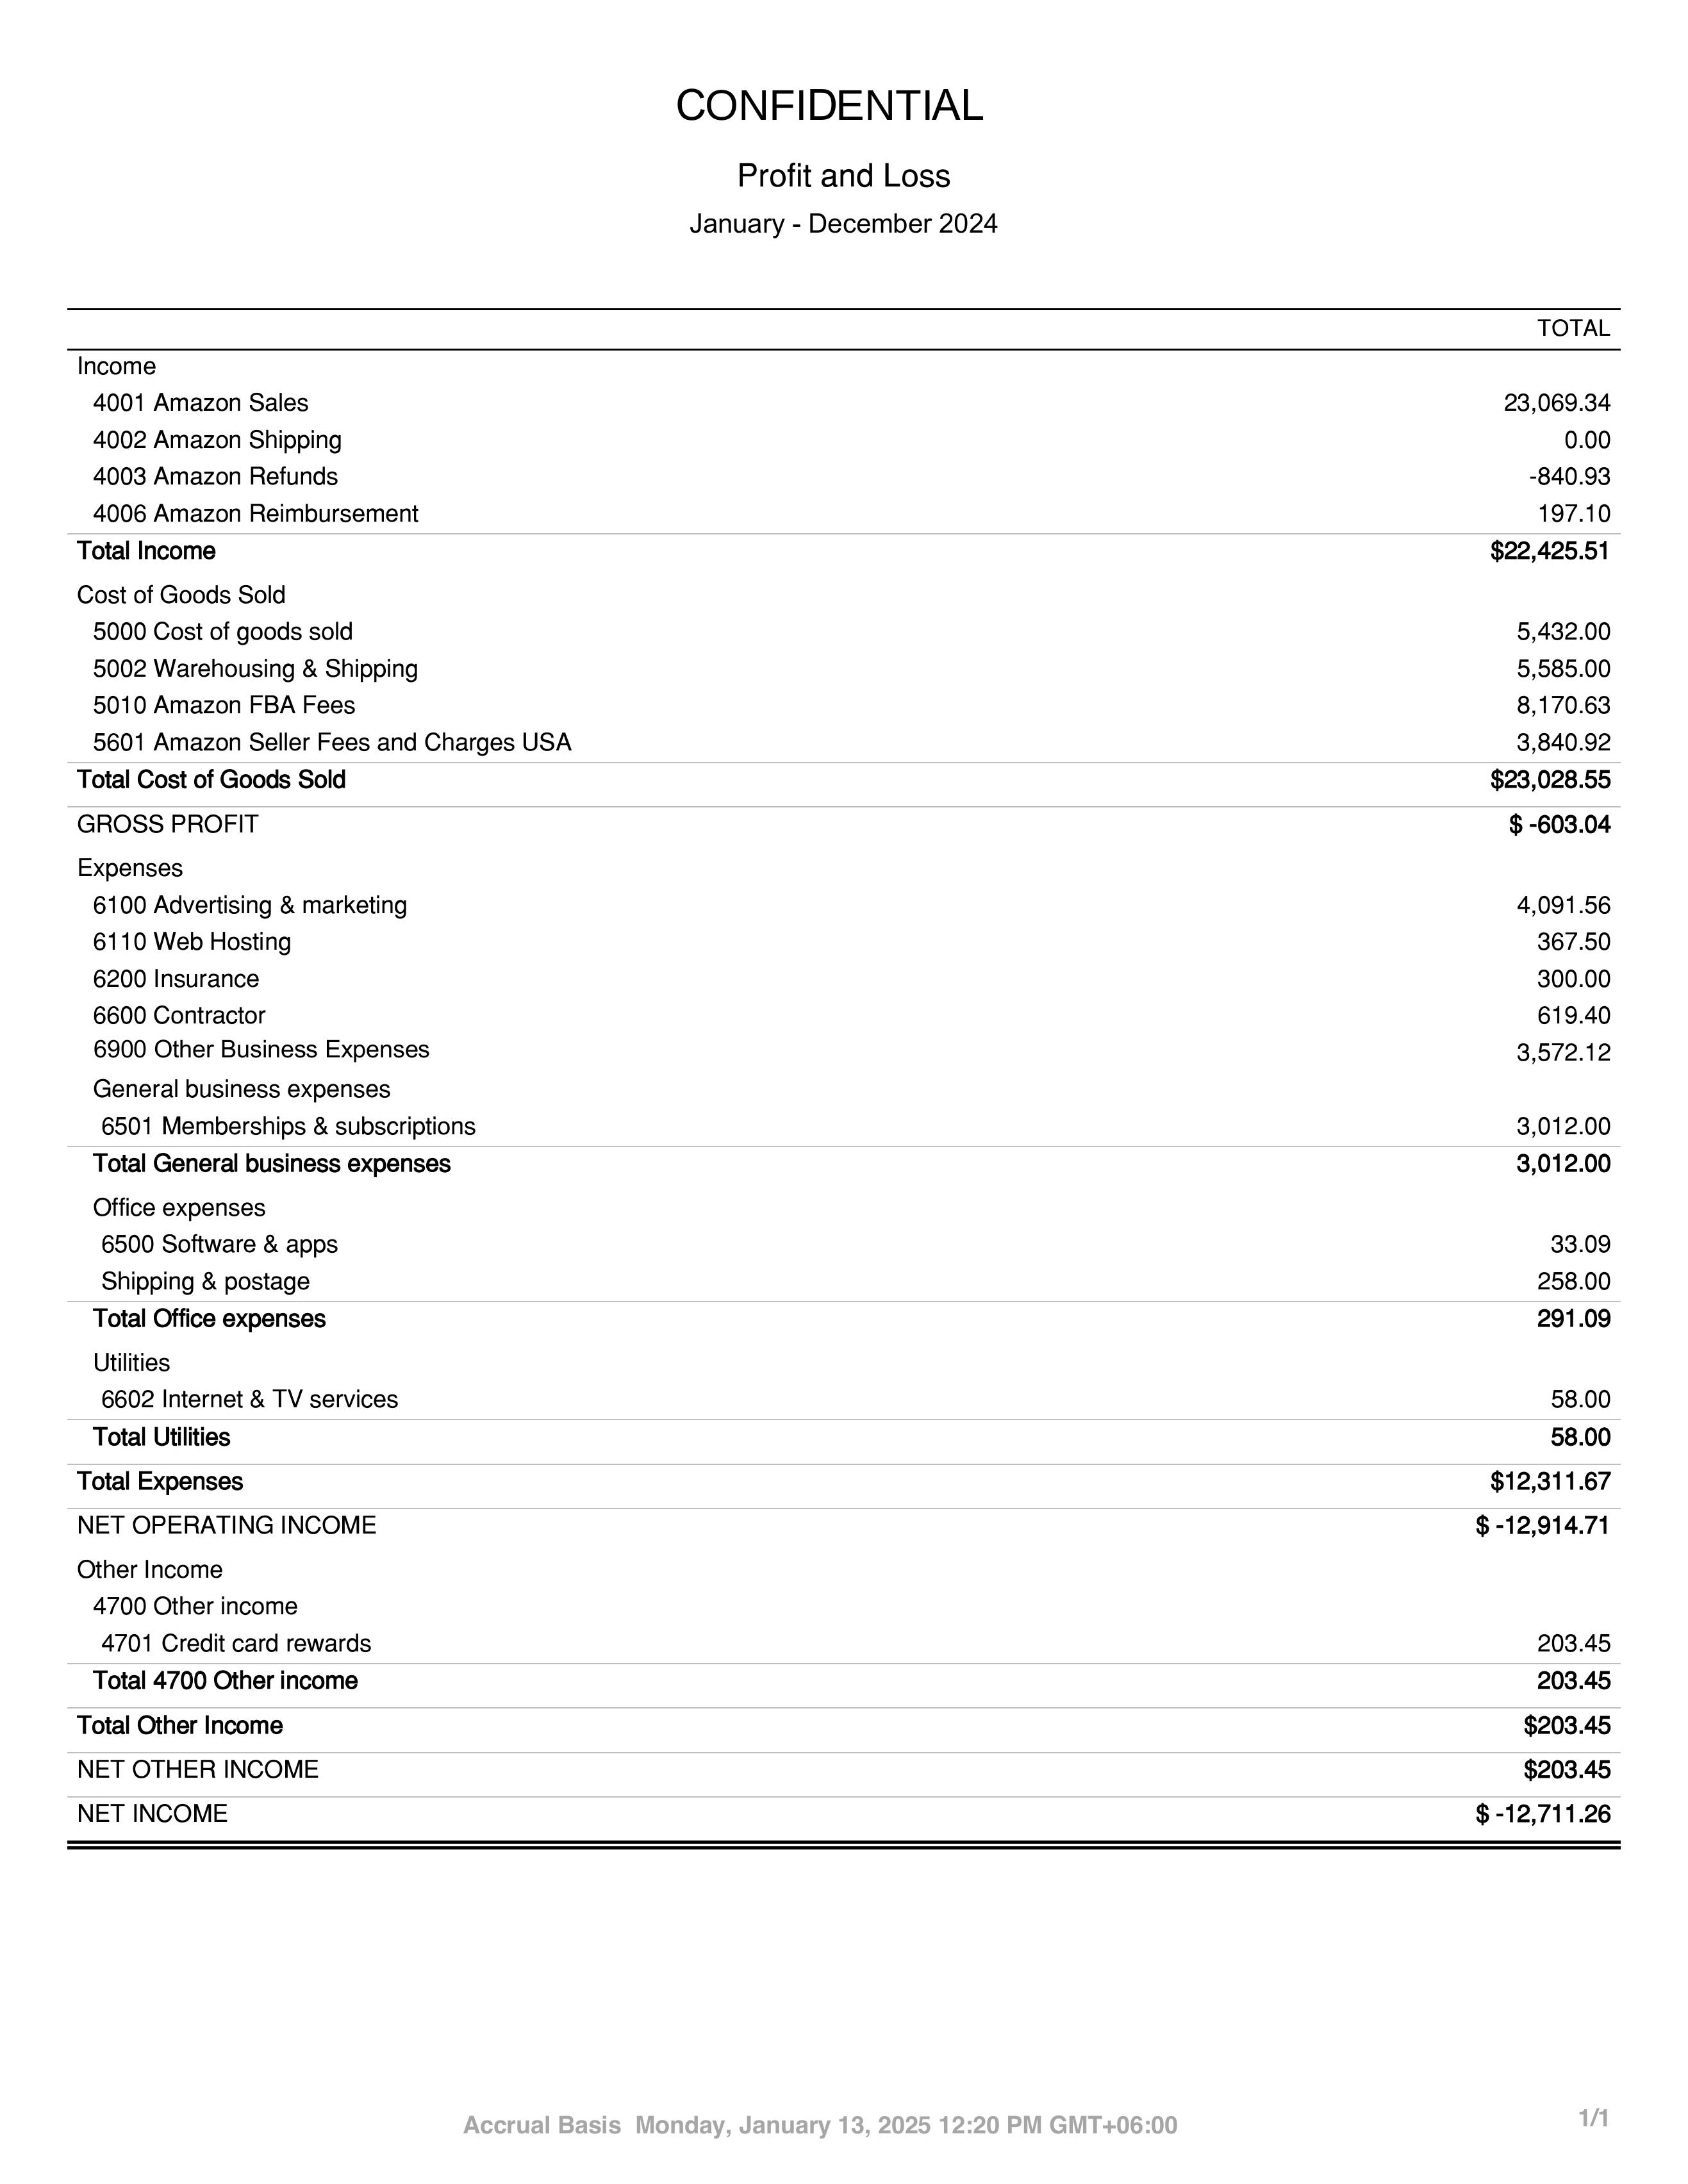 CONFIDENTIAL
Profit and Loss
January - December 2024
TOTAL
Income
4001 Amazon Sales 23,069.34
4002 Amazon Shipping 0.00
4003 Amazon Refunds -840.93
4006 Amazon Reimbursement 197.10
Total Income $22,425.51
Cost of Goods Sold
5000 Cost of goods sold 5,432.00
5002 Warehousing & Shipping 5,585.00
5010 Amazon FBA Fees 8,170.63
5601 Amazon Seller Fees and Charges USA 3,840.92
Total Cost of Goods Sold $23,028.55
GROSS PROFIT $ -603.04
Expenses
6100 Advertising & marketing 4,091.56
6110 Web Hosting 367.50
6200 Insurance 300.00
6600 Contractor 619.40
6900 Other Business Expenses 3,572.12
General business expenses
6501 Memberships & subscriptions 3,012.00
Total General business expenses 3,012.00
Office expenses
6500 Software & apps 33.09
Shipping & postage 258.00
Total Office expenses 291.09
Utilities
6602 Internet & TV services 58.00
Total Utilities 58.00
Total Expenses $12,311.67
NET OPERATING INCOME $ -12,914.71
Other Income
4700 Other income
4701 Credit card rewards 203.45
Total 4700 Other income 203.45
Total Other Income $203.45
NET OTHER INCOME $203.45
NET INCOME $ -12,711.26
Accrual Basis Monday, January 13, 2025 12:20 PM GMT+06:00 1/1